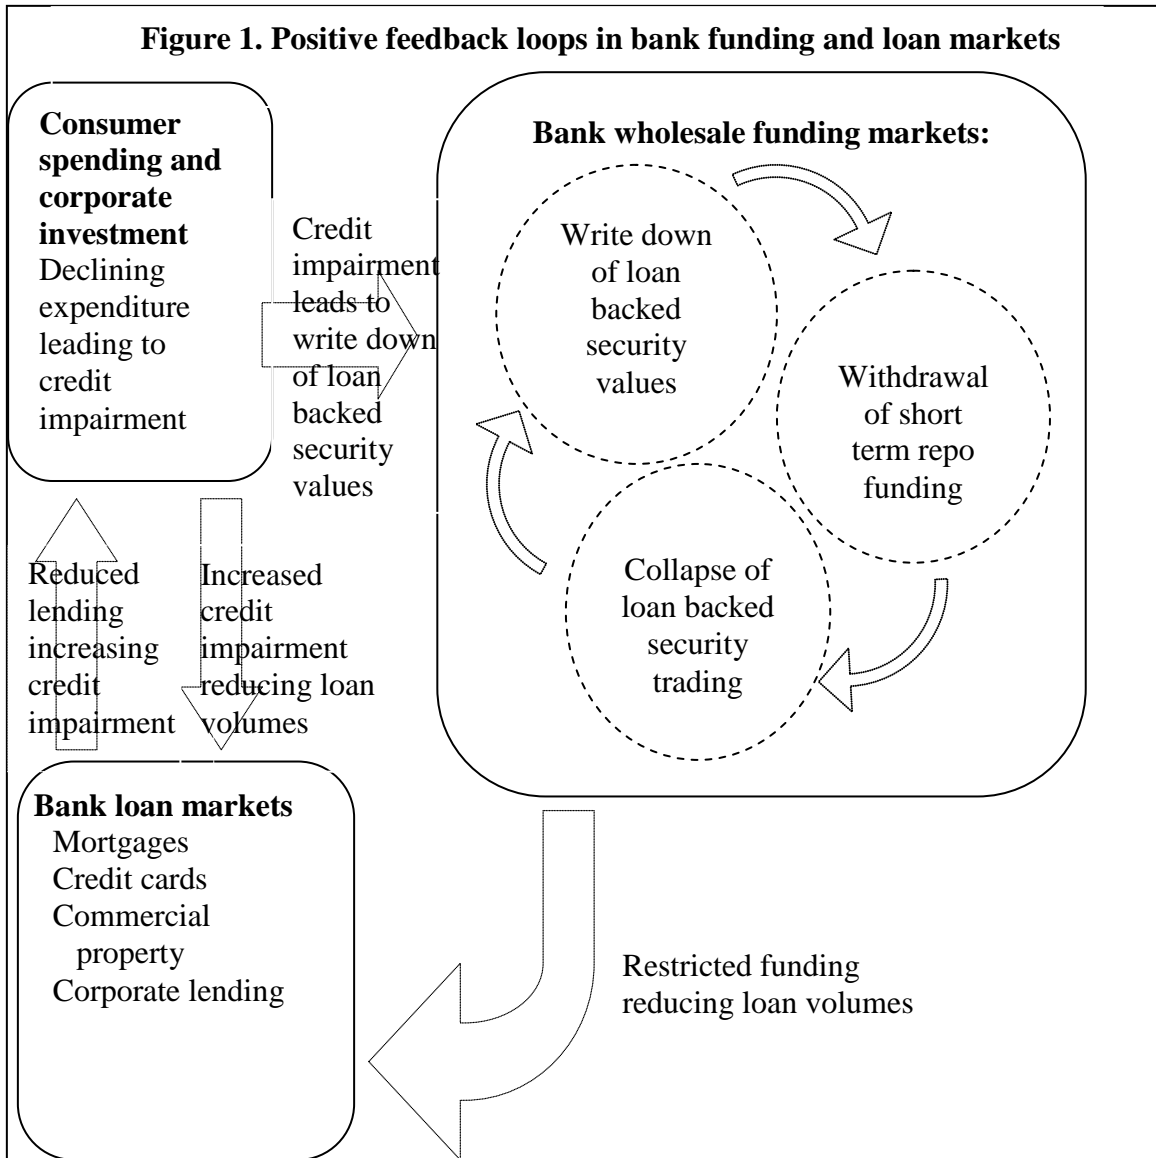 Figure 1. Positive feedback loops in bank funding and loan markets
Consumer
spending and
corporate
investment
Declining
expenditure
leading to
credit
impairment
Credit
impairment
leads to
write down
of loan
backed
security
values
Bank wholesale funding markets:
Write down
of loan
backed
security
values
Withdrawal
of short
term repo
funding
Collapse of
loan backed
security
trading
Reduced
lending
increasing
credit
impairment
Increased
credit
impairment
reducing loan
volumes
Bank loan markets
Mortgages
Credit cards
Commercial
property
Corporate lending
Restricted funding
reducing loan volumes